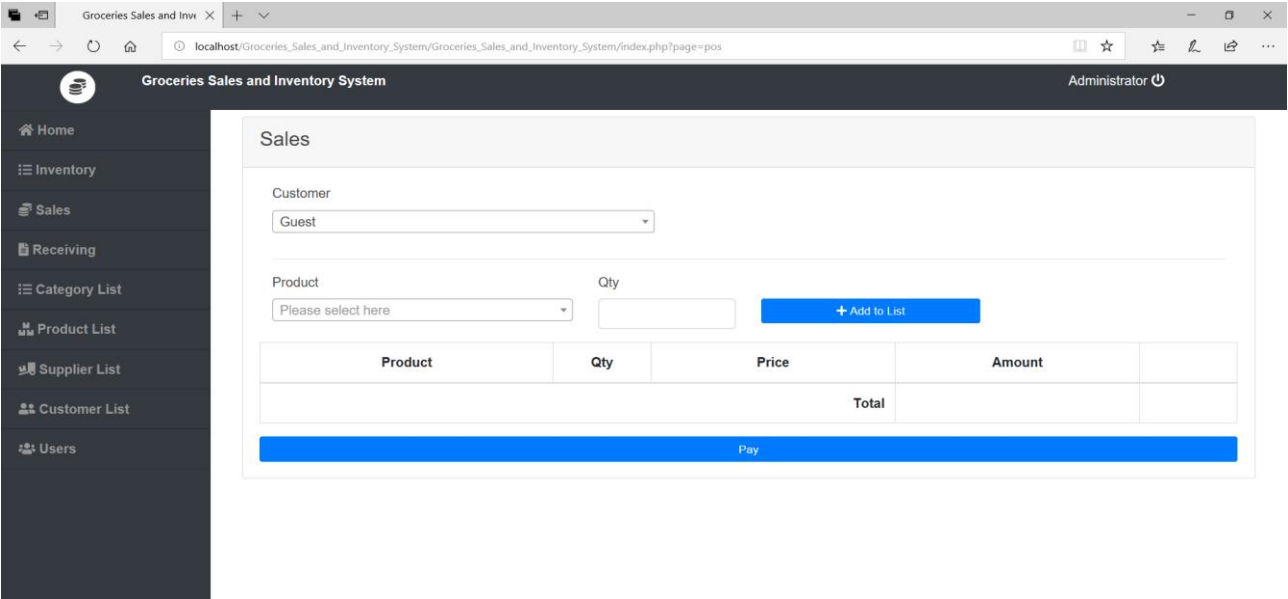 Groceries Sales and Inve
localhost/Groceries_Sales_and_Inventory_System/Groceries_Sales_and_Inventory_System/index.php?page=pos
Groceries Sales and Inventory System Administrator
Home
Inventory
Sales
Receiving
Category List
Product List
Supplier List
Customer List
Users
Sales
Customer
Guest
Product Qty
Please select here + Add to List
Product Qty Price Amount
Total
Pay